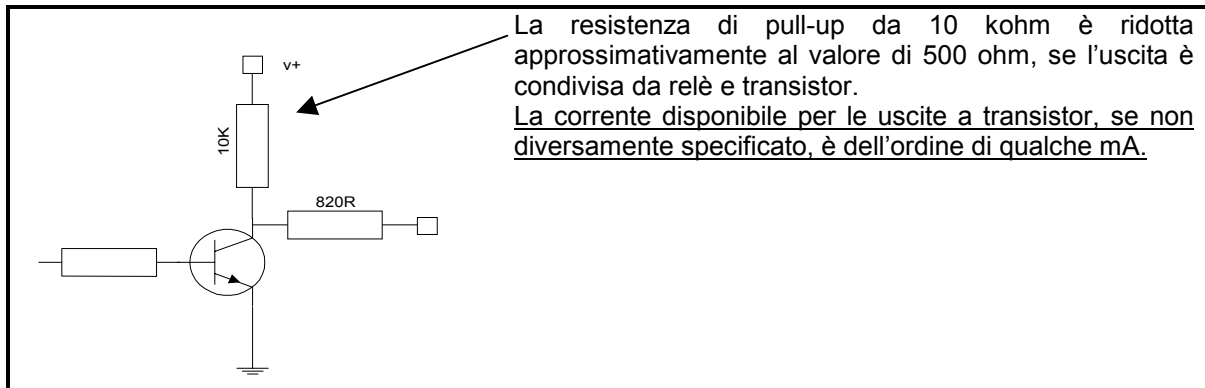 La resistenza di pull-up da 10 kohm è ridotta
approssimativamente al valore di 500 ohm, se l'uscita è
condivisa da relè e transistor.
La corrente disponibile per le uscite a transistor, se non
diversamente specificato, è dell'ordine di qualche mA.
v+
10K
820R